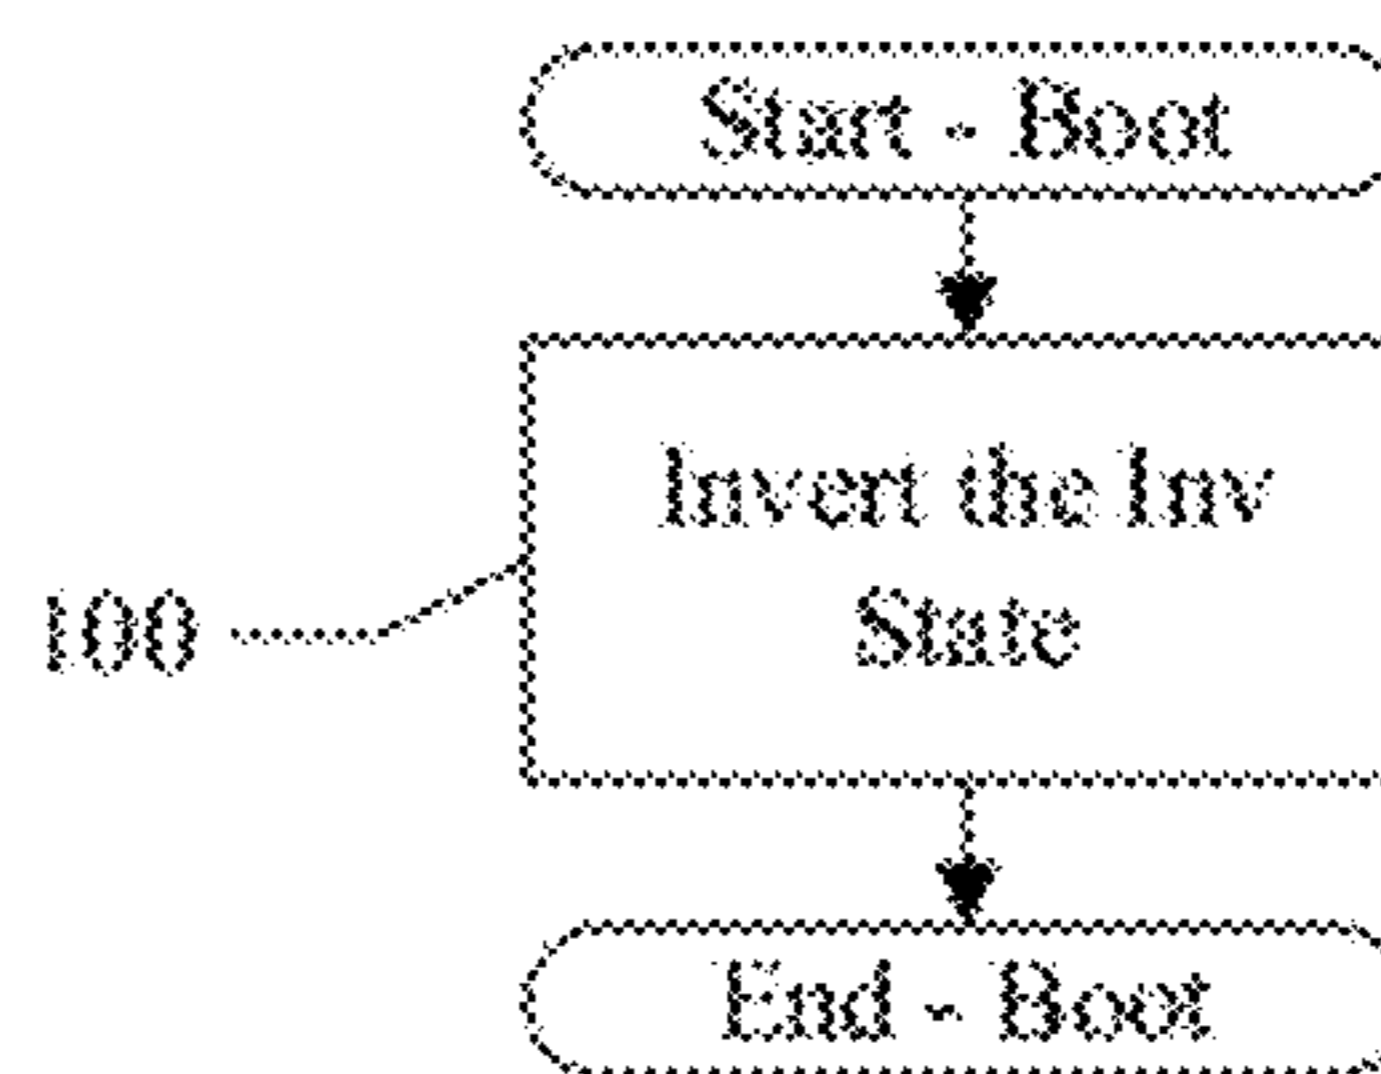 Start - Boot
Invert the Inv
State
100
End - Boot